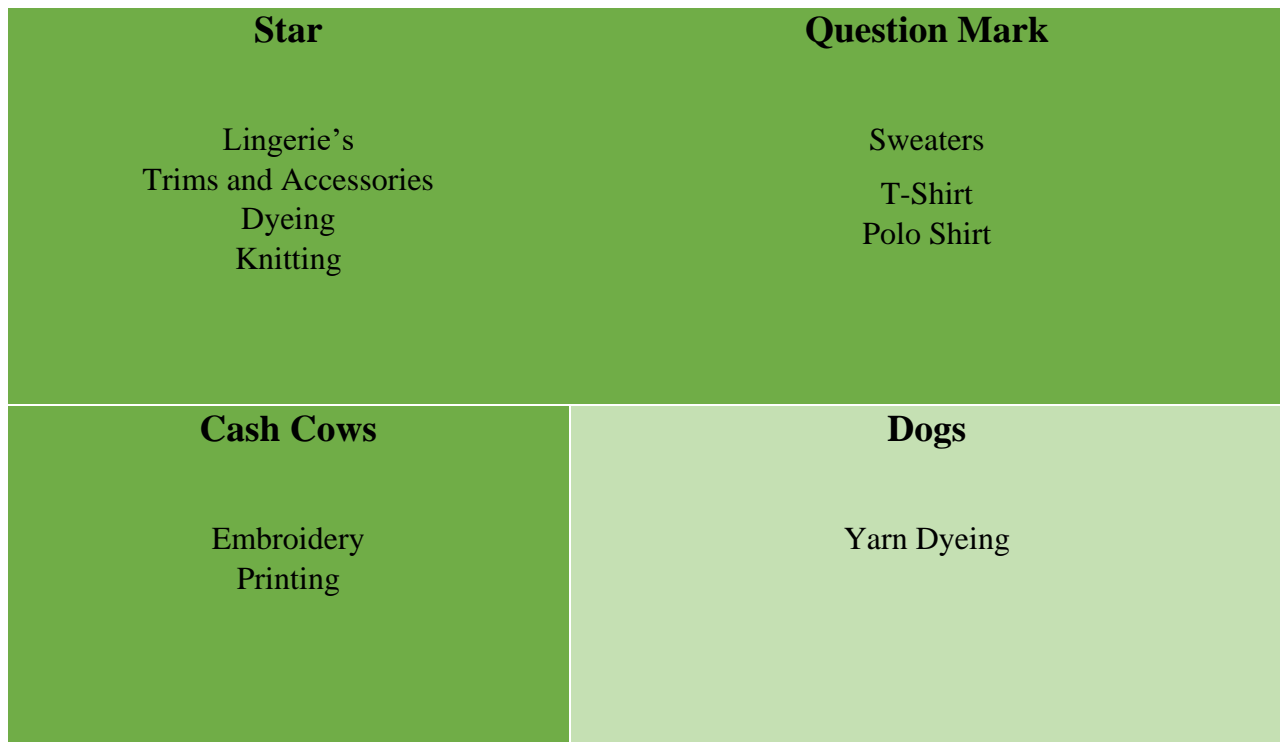 Star
Lingerie’s
Trims and Accessories
Dyeing
Knitting
Question Mark
Sweaters
T-Shirt
Polo Shirt
Cash Cows
Embroidery
Printing
Dogs
Yarn Dyeing